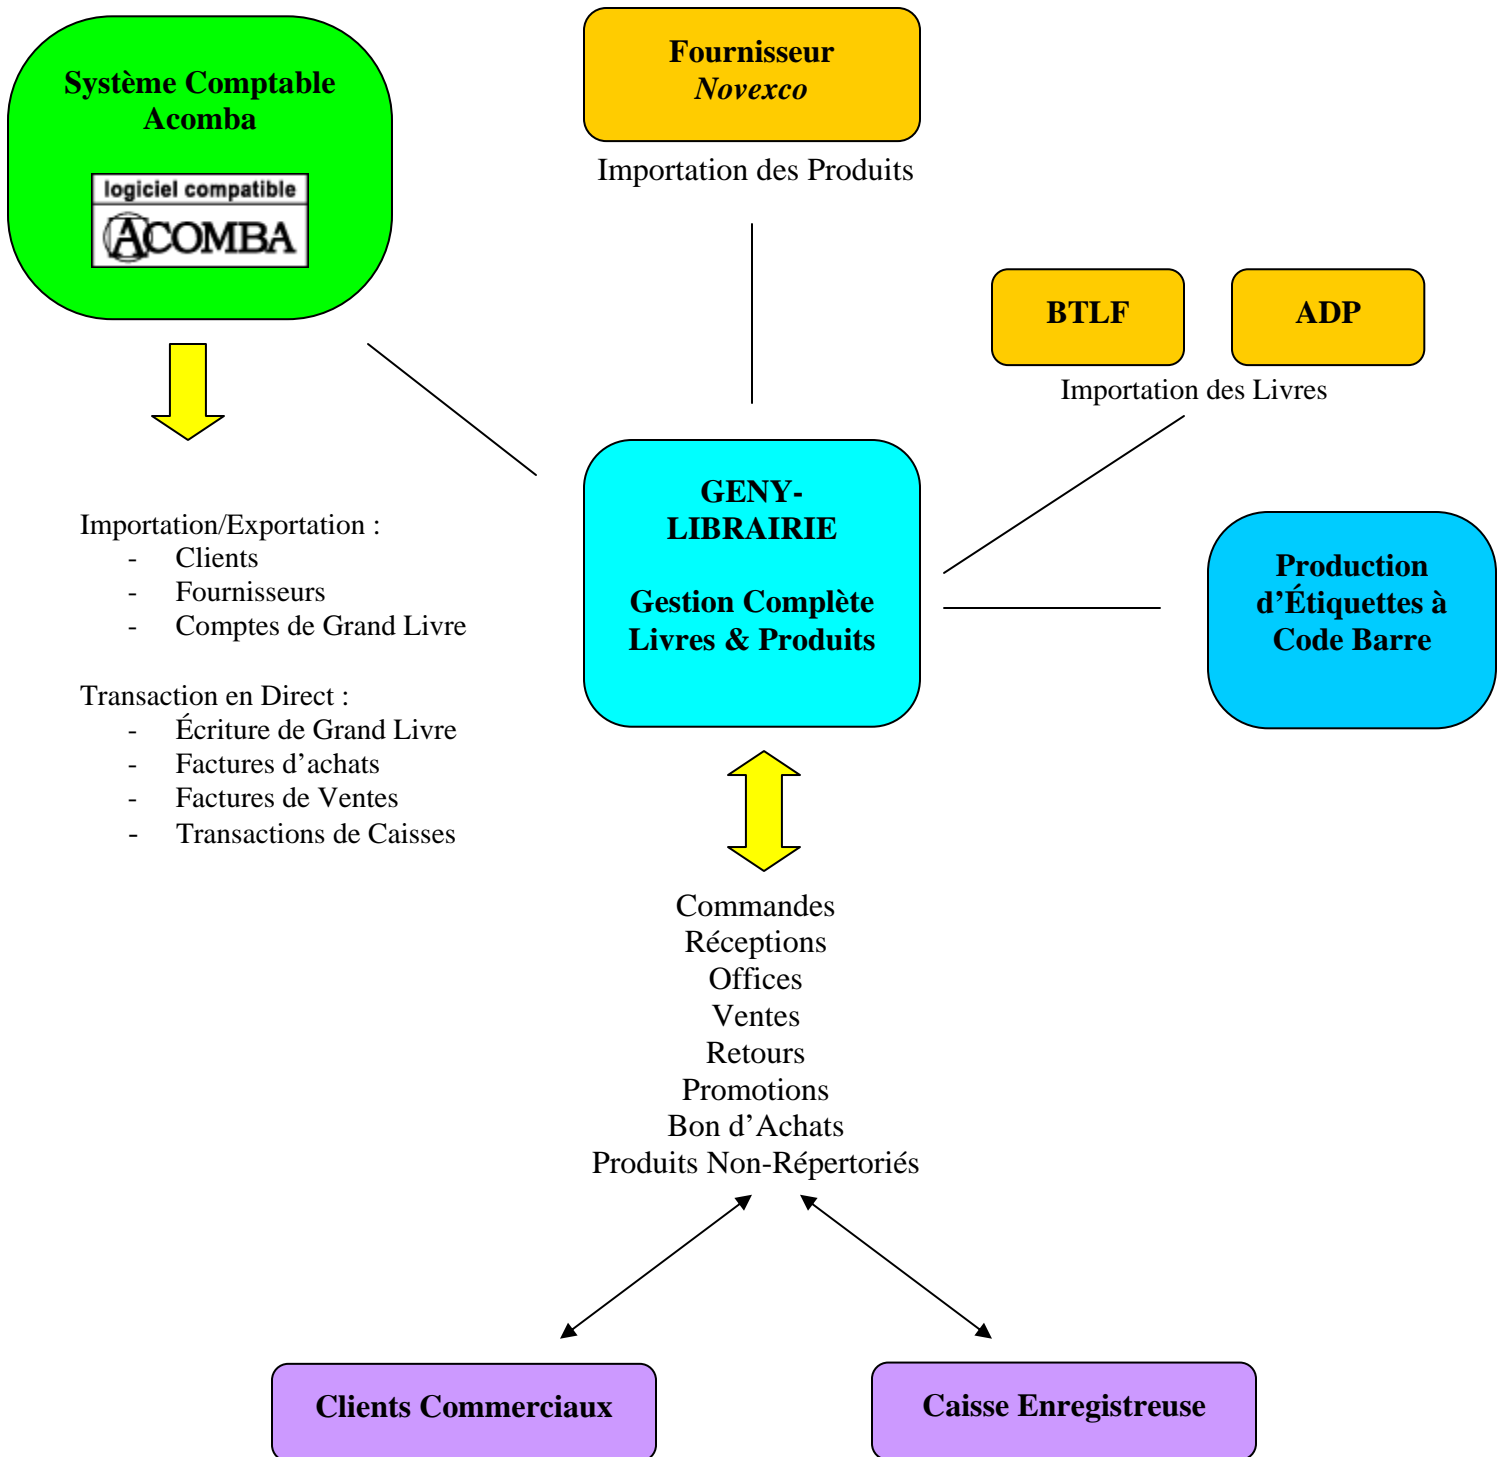 Système Comptable
Acomba
logiciel compatible
ACOMBA
Fournisseur
Novexco
Importation des Produits
BTLF
ADP
Importation des Livres
GENY-
LIBRAIRIE
Gestion Complète
Livres & Produits
Production
d’Étiquettes à
Code Barre
Importation/Exportation :
- Clients
- Fournisseurs
- Comptes de Grand Livre
Transaction en Direct :
- Écriture de Grand Livre
- Factures d’achats
- Factures de Ventes
- Transactions de Caisses
Commandes
Réceptions
Offices
Ventes
Retours
Promotions
Bon d’Achats
Produits Non-Répertoriés
Clients Commerciaux
Caisse Enregistreuse